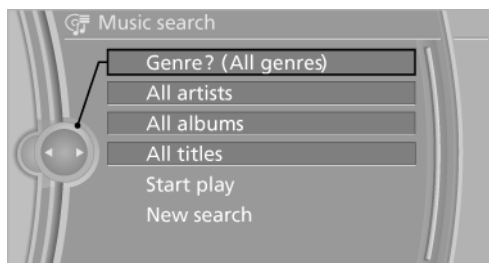 Music search
Genre? (All genres)
All artists
All albums
All titles
Start play
New search